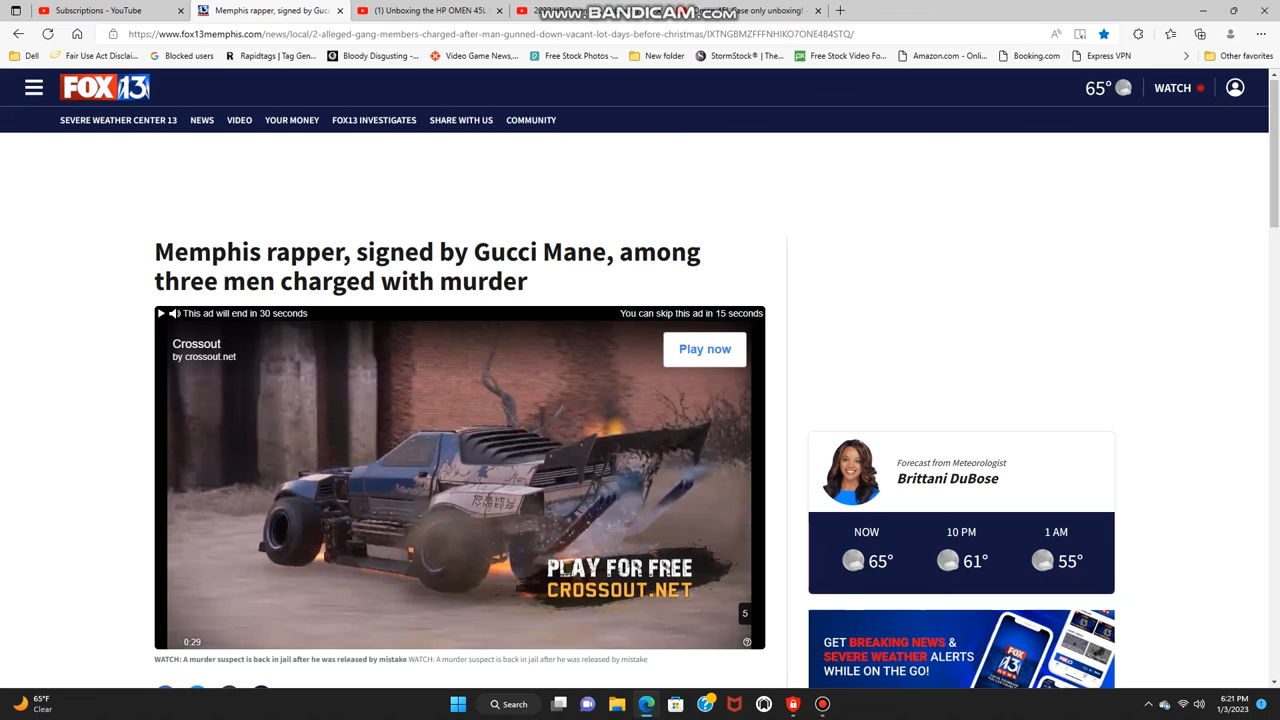 Subscriptions - YouTube
Memphis rapper, signed by Gucc
(1) Unboxing the HP OMEN 45L
www.BANDICAM.com
ase only unboxing! -
https://www.fox13memphis.com/news/local/2-alleged-gang-members-charged-after-man-gunned-down-vacant-lot-days-before-christmas/IXTNGBMZFFFNHIKO7ONE4B4STQ/
Dell
Fair Use Act Disclai...
Blocked users
Rapidtags | Tag Gen...
Bloody Disgusting -...
Video Game News,...
Free Stock Photos -...
New folder
StormStock® | The...
Free Stock Video Fo...
Amazon.com - Onli...
Booking.com
Express VPN
Other favorites
FOX 13
65°
WATCH
SEVERE WEATHER CENTER 13
NEWS
VIDEO
YOUR MONEY
FOX13 INVESTIGATES
SHARE WITH US
COMMUNITY
Memphis rapper, signed by Gucci Mane, among
three men charged with murder
This ad will end in 30 seconds
You can skip this ad in 15 seconds
Crossout
by crossout.net
Play now
PLAY FOR FREE
CROSSOUT.NET
5
0:29
WATCH: A murder suspect is back in jail after he was released by mistake WATCH: A murder suspect is back in jail after he was released by mistake
Forecast from Meteorologist
Brittani DuBose
NOW
10 PM
1 AM
65°
61°
55°
GET BREAKING NEWS &
SEVERE WEATHER ALERTS
WHILE ON THE GO!
65°F
Clear
Search
6:21 PM
1/3/2023